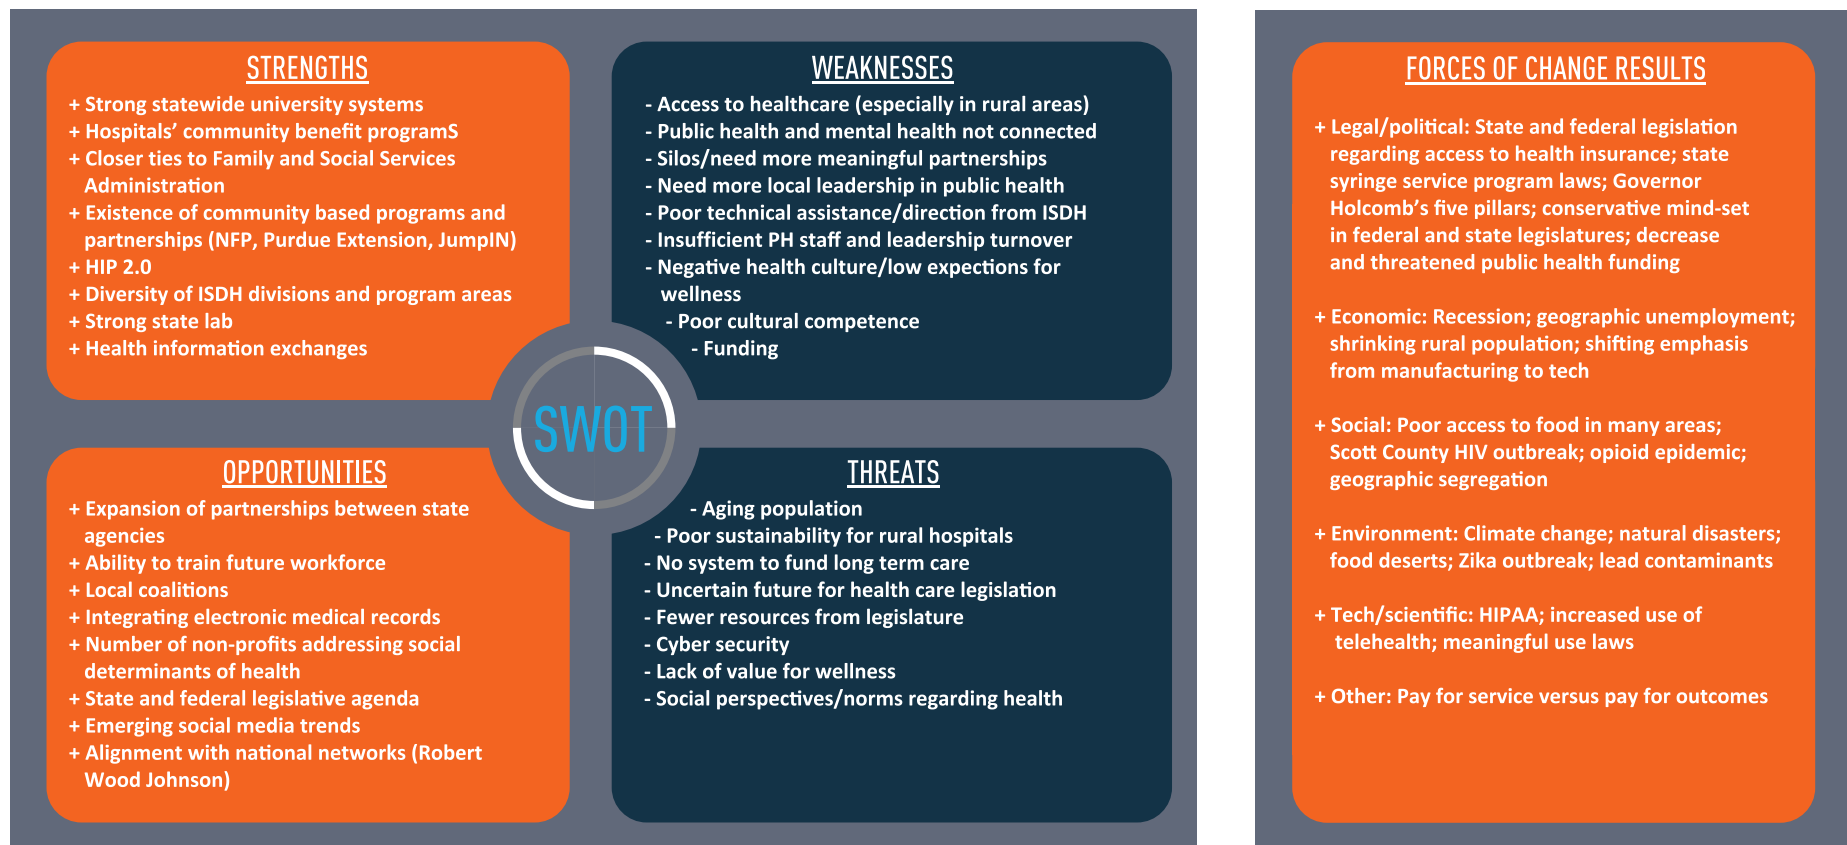 STRENGTHS
+ Strong statewide university systems
+ Hospitals’ community benefit programS
+ Closer ties to Family and Social Services
Administration
+ Existence of community based programs and
partnerships (NFP, Purdue Extension, JumpIN)
+ HIP 2.0
+ Diversity of ISDH divisions and program areas
+ Strong state lab
+ Health information exchanges
WEAKNESSES
- Access to healthcare (especially in rural areas)
- Public health and mental health not connected
- Silos/need more meaningful partnerships
- Need more local leadership in public health
- Poor technical assistance/direction from ISDH
- Insufficient PH staff and leadership turnover
- Negative health culture/low expections for
wellness
- Poor cultural competence
- Funding
SWOT
OPPORTUNITIES
+ Expansion of partnerships between state
agencies
+ Ability to train future workforce
+ Local coalitions
+ Integrating electronic medical records
+ Number of non-profits addressing social
determinants of health
+ State and federal legislative agenda
+ Emerging social media trends
+ Alignment with national networks (Robert
Wood Johnson)
THREATS
- Aging population
- Poor sustainability for rural hospitals
- No system to fund long term care
- Uncertain future for health care legislation
- Fewer resources from legislature
- Cyber security
- Lack of value for wellness
- Social perspectives/norms regarding health
FORCES OF CHANGE RESULTS
+ Legal/political: State and federal legislation
regarding access to health insurance; state
syringe service program laws; Governor
Holcomb’s five pillars; conservative mind-set
in federal and state legislatures; decrease
and threatened public health funding
+ Economic: Recession; geographic unemployment;
shrinking rural population; shifting emphasis
from manufacturing to tech
+ Social: Poor access to food in many areas;
Scott County HIV outbreak; opioid epidemic;
geographic segregation
+ Environment: Climate change; natural disasters;
food deserts; Zika outbreak; lead contaminants
+ Tech/scientific: HIPAA; increased use of
telehealth; meaningful use laws
+ Other: Pay for service versus pay for outcomes